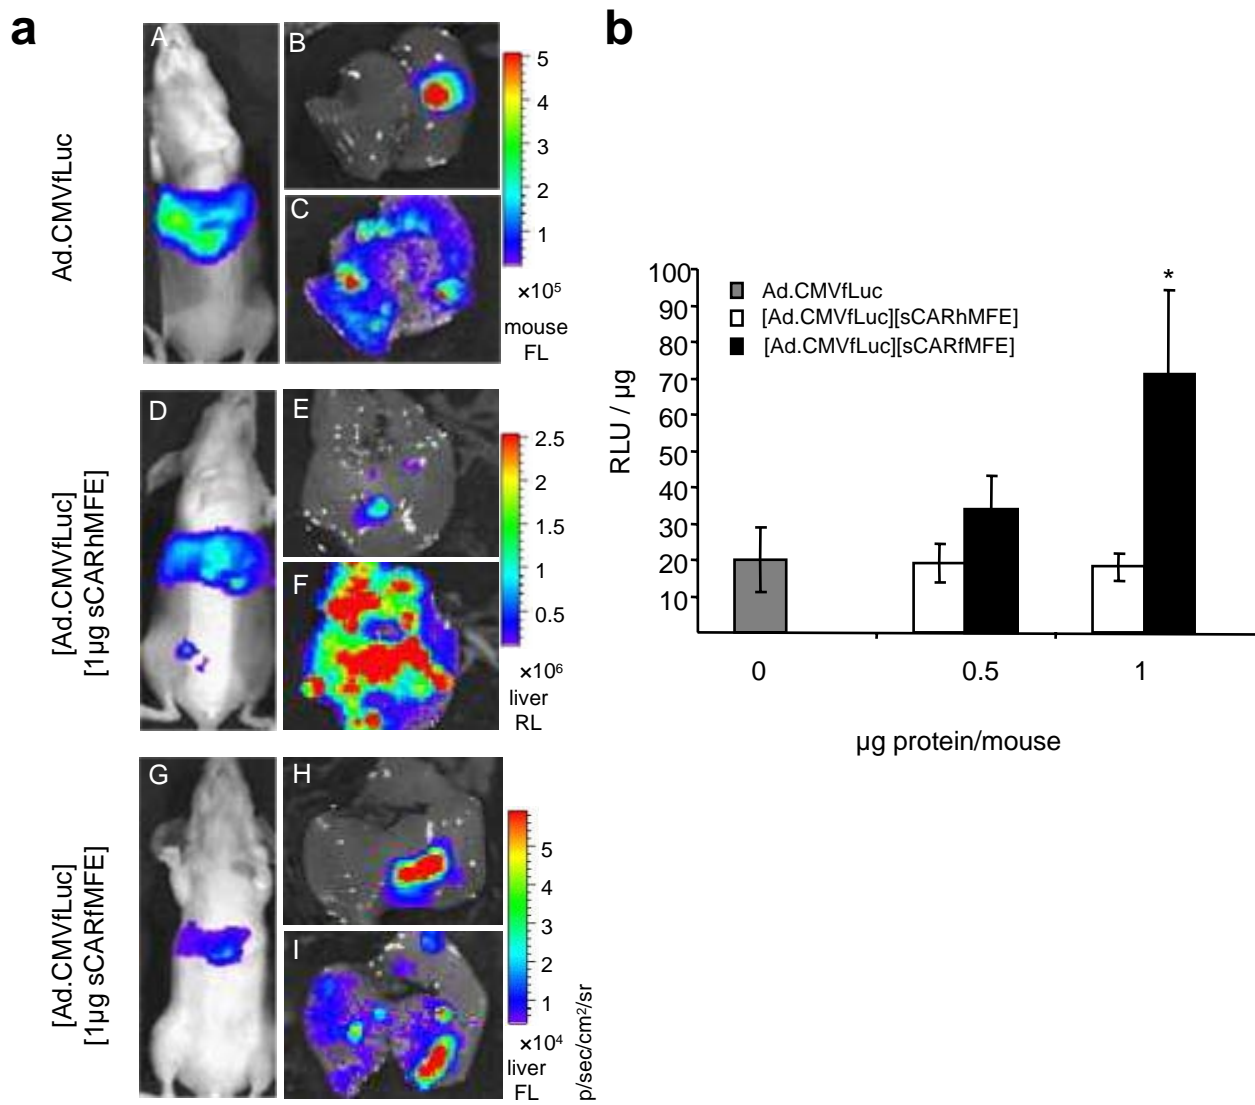 a
b
Ad.CMVfLuc
A
B
C
5
4
3
2
1
×10⁵
mouse
FL
[Ad.CMVfLuc]
[1µg sCARhMFE]
D
E
F
2.5
2
1.5
1
0.5
×10⁶
liver
RL
[Ad.CMVfLuc]
[1µg sCARfMFE]
G
H
I
5
4
3
2
1
×10⁴
liver
FL
p/sec/cm²/sr
RLU / µg
100
90
80
70
60
50
40
30
20
10
Ad.CMVfLuc
[Ad.CMVfLuc][sCARhMFE]
[Ad.CMVfLuc][sCARfMFE]
*
0
0.5
1
µg protein/mouse